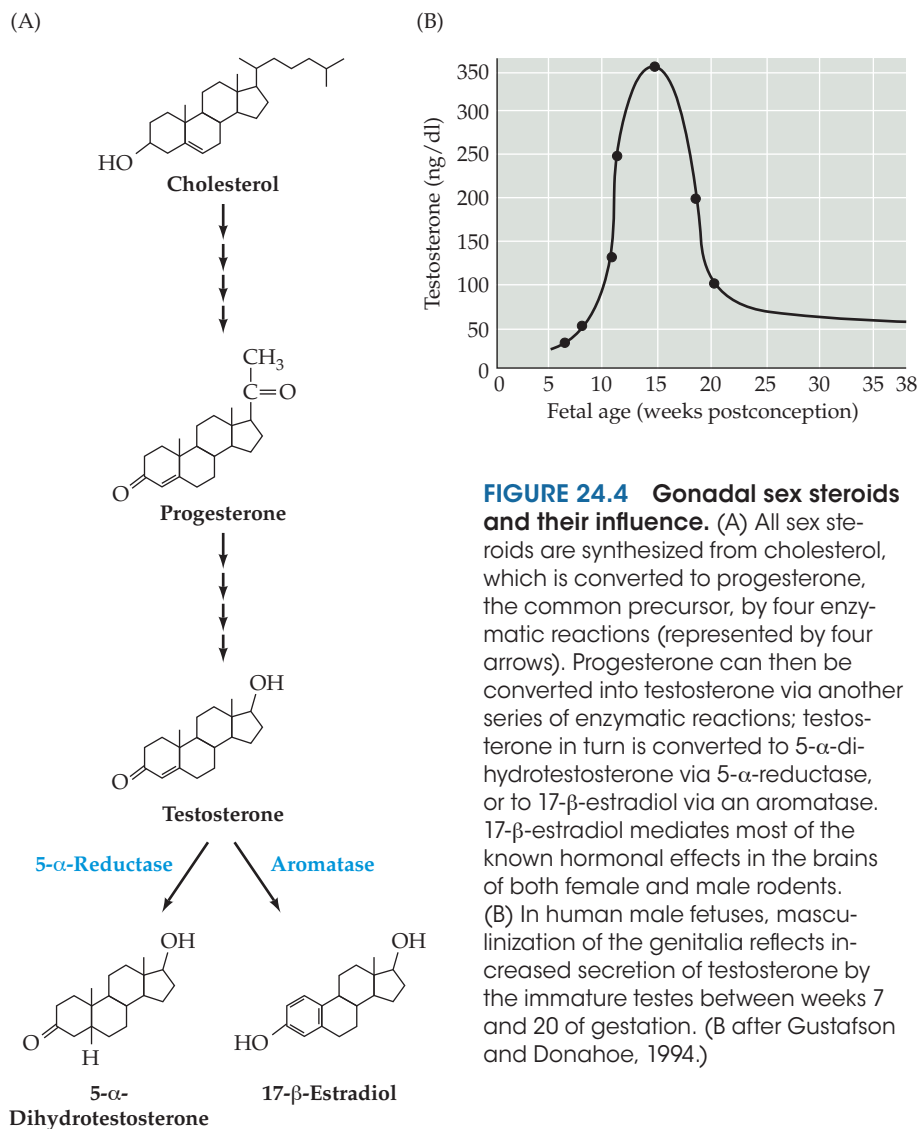 (A)
HO
Cholesterol
CH3
C=O
O
Progesterone
OH
O
Testosterone
5-α-Reductase
Aromatase
OH
O
H
5-α-
Dihydrotestosterone
OH
HO
17-β-Estradiol
(B)
Testosterone (ng/dl)
350
300
250
200
150
100
50
0
0 5 10 15 20 25 30 35 38
Fetal age (weeks postconception)
FIGURE 24.4 Gonadal sex steroids
and their influence. (A) All sex ste-
roids are synthesized from cholesterol,
which is converted to progesterone,
the common precursor, by four enzy-
matic reactions (represented by four
arrows). Progesterone can then be
converted into testosterone via another
series of enzymatic reactions; testos-
terone in turn is converted to 5-α-di-
hydrotestosterone via 5-α-reductase,
or to 17-β-estradiol via an aromatase.
17-β-estradiol mediates most of the
known hormonal effects in the brains
of both female and male rodents.
(B) In human male fetuses, mascu-
linization of the genitalia reflects in-
creased secretion of testosterone by
the immature testes between weeks 7
and 20 of gestation. (B after Gustafson
and Donahoe, 1994.)